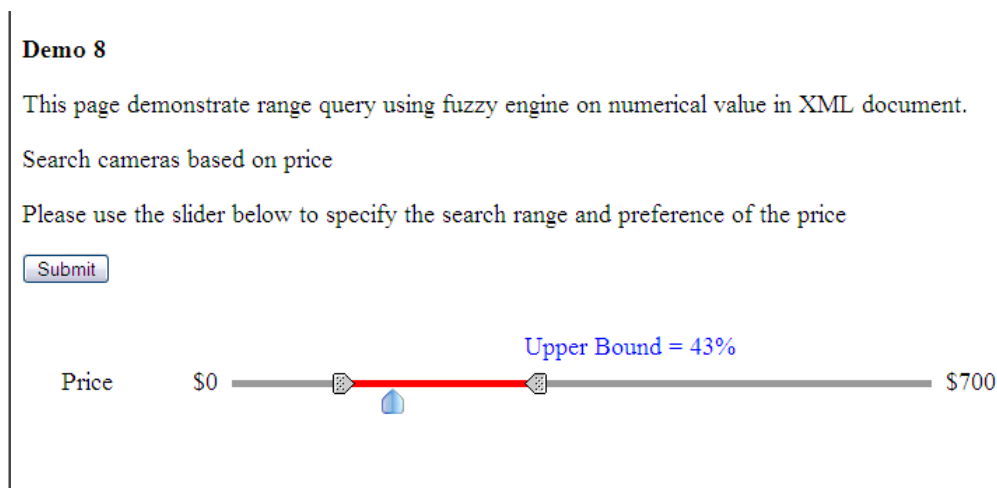 Demo 8
This page demonstrate range query using fuzzy engine on numerical value in XML document.
Search cameras based on price
Please use the slider below to specify the search range and preference of the price
Submit
Upper Bound = 43%
Price $0 $700